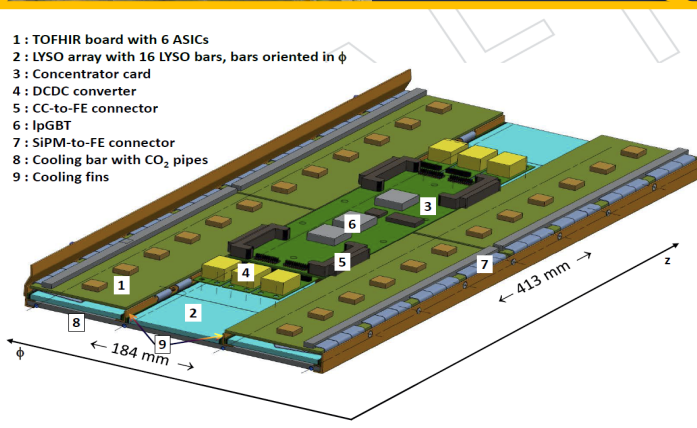 1 : TOFHIR board with 6 ASICs
2 : LYSO array with 16 LYSO bars, bars oriented in ϕ
3 : Concentrator card
4 : DCDC converter
5 : CC-to-FE connector
6 : lpGBT
7 : SiPM-to-FE connector
8 : Cooling bar with CO₂ pipes
9 : Cooling fins
3
6
5
4
7
z
1
2
413 mm
8
9
ϕ
184 mm